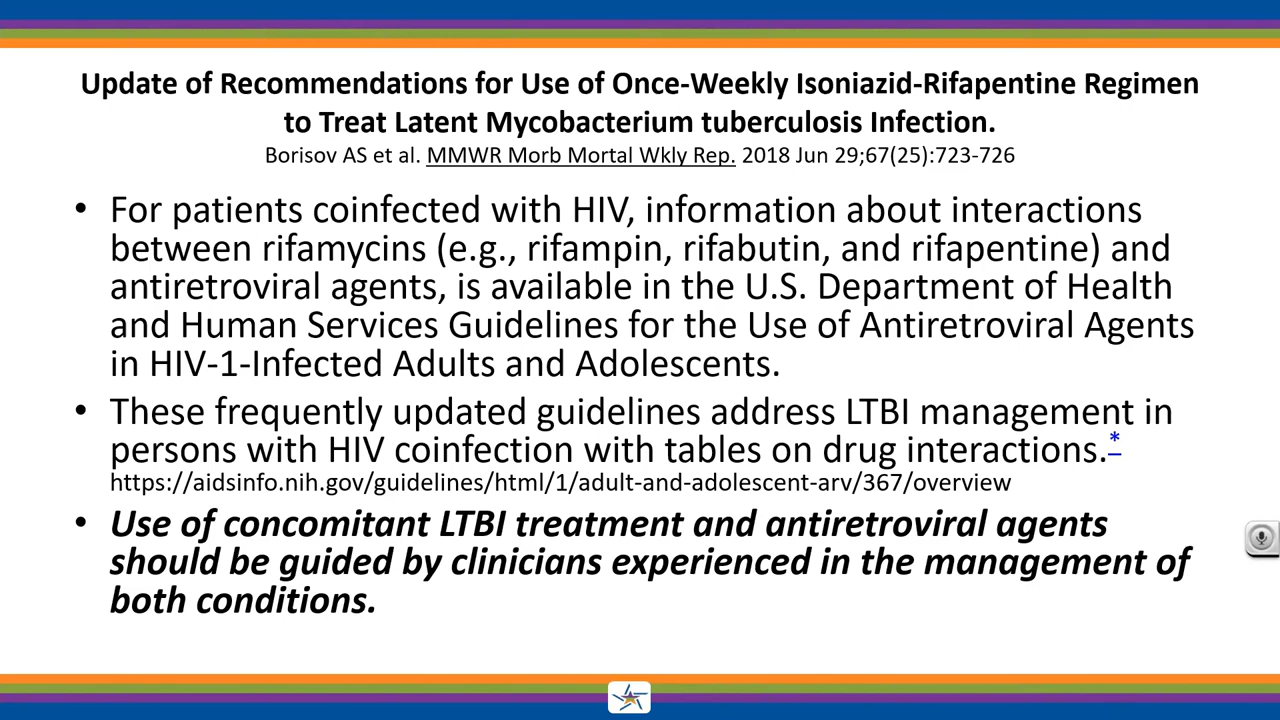 Update of Recommendations for Use of Once-Weekly Isoniazid-Rifapentine Regimen
to Treat Latent Mycobacterium tuberculosis Infection.
Borisov AS et al. MMWR Morb Mortal Wkly Rep. 2018 Jun 29;67(25):723-726
• For patients coinfected with HIV, information about interactions
between rifamycins (e.g., rifampin, rifabutin, and rifapentine) and
antiretroviral agents, is available in the U.S. Department of Health
and Human Services Guidelines for the Use of Antiretroviral Agents
in HIV-1-Infected Adults and Adolescents.
• These frequently updated guidelines address LTBI management in
persons with HIV coinfection with tables on drug interactions.*
https://aidsinfo.nih.gov/guidelines/html/1/adult-and-adolescent-arv/367/overview
• Use of concomitant LTBI treatment and antiretroviral agents
should be guided by clinicians experienced in the management of
both conditions.